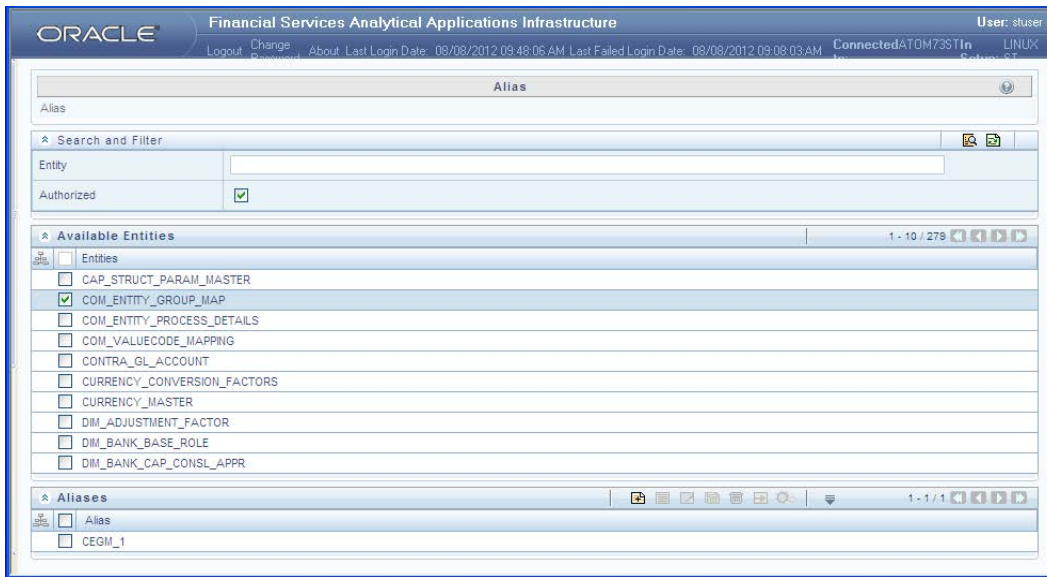 ORACLE
Financial Services Analytical Applications Infrastructure
User: stuser
Logout Change About Last Login Date: 08/08/2012 09:48:06 AM Last Failed Login Date: 08/08/2012 09:08:03 AM Connected ATOM73ST In LINUX
Alias
Alias
Search and Filter
Entity
Authorized
Available Entities
1 - 10 / 279
Entities
CAP_STRUCT_PARAM_MASTER
COM_ENTITY_GROUP_MAP
COM_ENTITY_PROCESS_DETAILS
COM_VALUECODE_MAPPING
CONTRA_GL_ACCOUNT
CURRENCY_CONVERSION_FACTORS
CURRENCY_MASTER
DIM_ADJUSTMENT_FACTOR
DIM_BANK_BASE_ROLE
DIM_BANK_CAP_CONSL_APPR
Aliases
1 - 1 / 1
Alias
CEGM_1